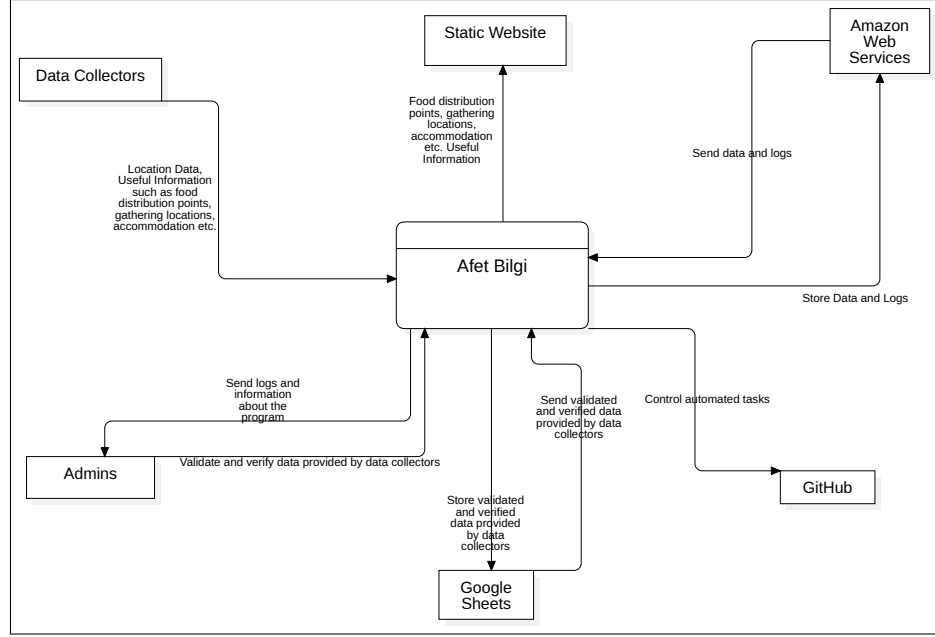 Static Website
Amazon
Web
Services
Data Collectors
Food distribution
points, gathering
locations,
accommodation
etc. Useful
Information
Send data and logs
Location Data,
Useful Information
such as food
distribution points,
gathering locations,
accommodation etc.
Afet Bilgi
Store Data and Logs
Send logs and
information
about the
program
Send validated
and verified data
provided by data
collectors
Control automated tasks
Validate and verify data provided by data collectors
Admins
GitHub
Store validated
and verified
data provided
by data
collectors
Google
Sheets